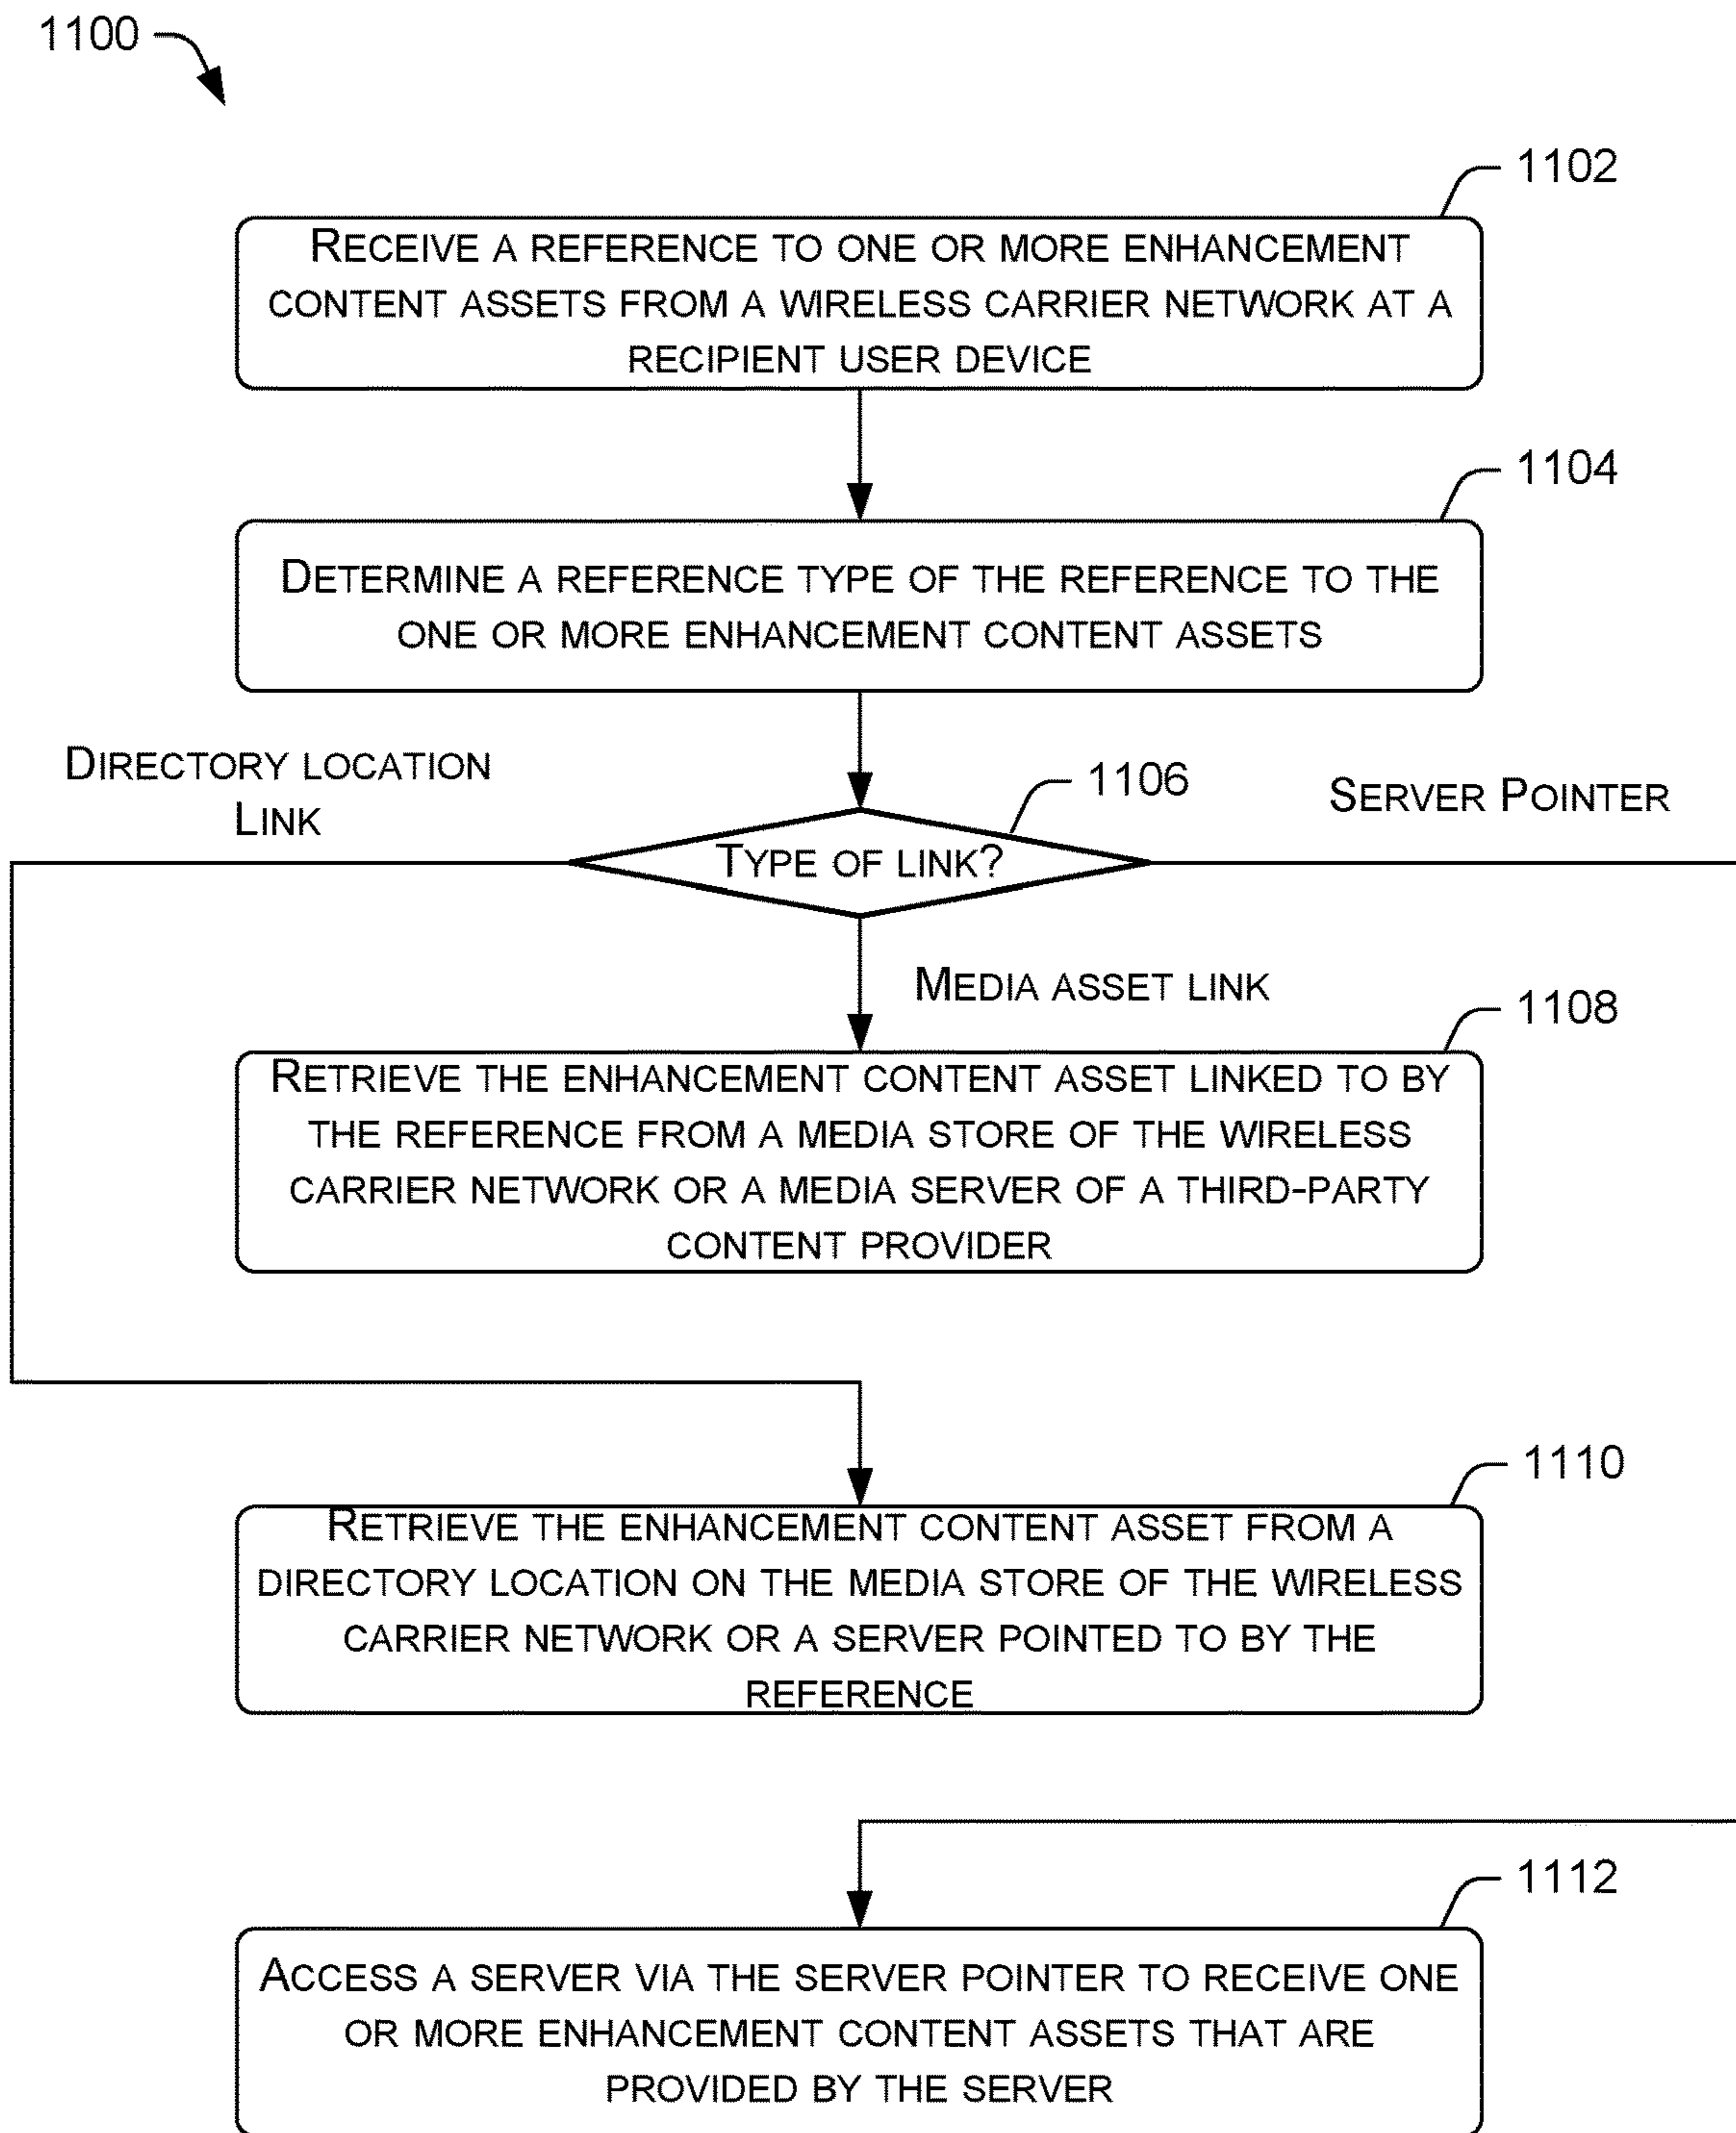 1100
1102
RECEIVE A REFERENCE TO ONE OR MORE ENHANCEMENT
CONTENT ASSETS FROM A WIRELESS CARRIER NETWORK AT A
RECIPIENT USER DEVICE
1104
DETERMINE A REFERENCE TYPE OF THE REFERENCE TO THE
ONE OR MORE ENHANCEMENT CONTENT ASSETS
DIRECTORY LOCATION
LINK
1106
SERVER POINTER
TYPE OF LINK?
MEDIA ASSET LINK
1108
RETRIEVE THE ENHANCEMENT CONTENT ASSET LINKED TO BY
THE REFERENCE FROM A MEDIA STORE OF THE WIRELESS
CARRIER NETWORK OR A MEDIA SERVER OF A THIRD-PARTY
CONTENT PROVIDER
1110
RETRIEVE THE ENHANCEMENT CONTENT ASSET FROM A
DIRECTORY LOCATION ON THE MEDIA STORE OF THE WIRELESS
CARRIER NETWORK OR A SERVER POINTED TO BY THE
REFERENCE
1112
ACCESS A SERVER VIA THE SERVER POINTER TO RECEIVE ONE
OR MORE ENHANCEMENT CONTENT ASSETS THAT ARE
PROVIDED BY THE SERVER